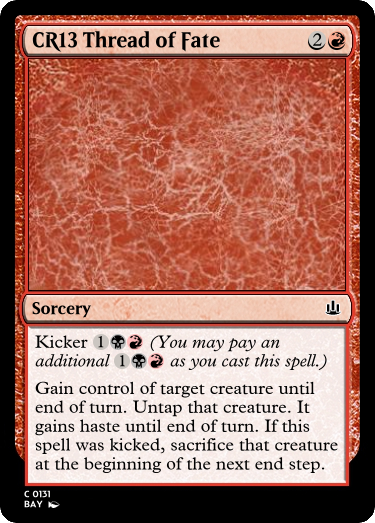 CR13 Thread of Fate 2
Sorcery
Kicker 1 (You may pay an
additional 1 as you cast this spell.)
Gain control of target creature until
end of turn. Untap that creature. It
gains haste until end of turn. If this
spell was kicked, sacrifice that creature
at the beginning of the next end step.
C 0131
BAY